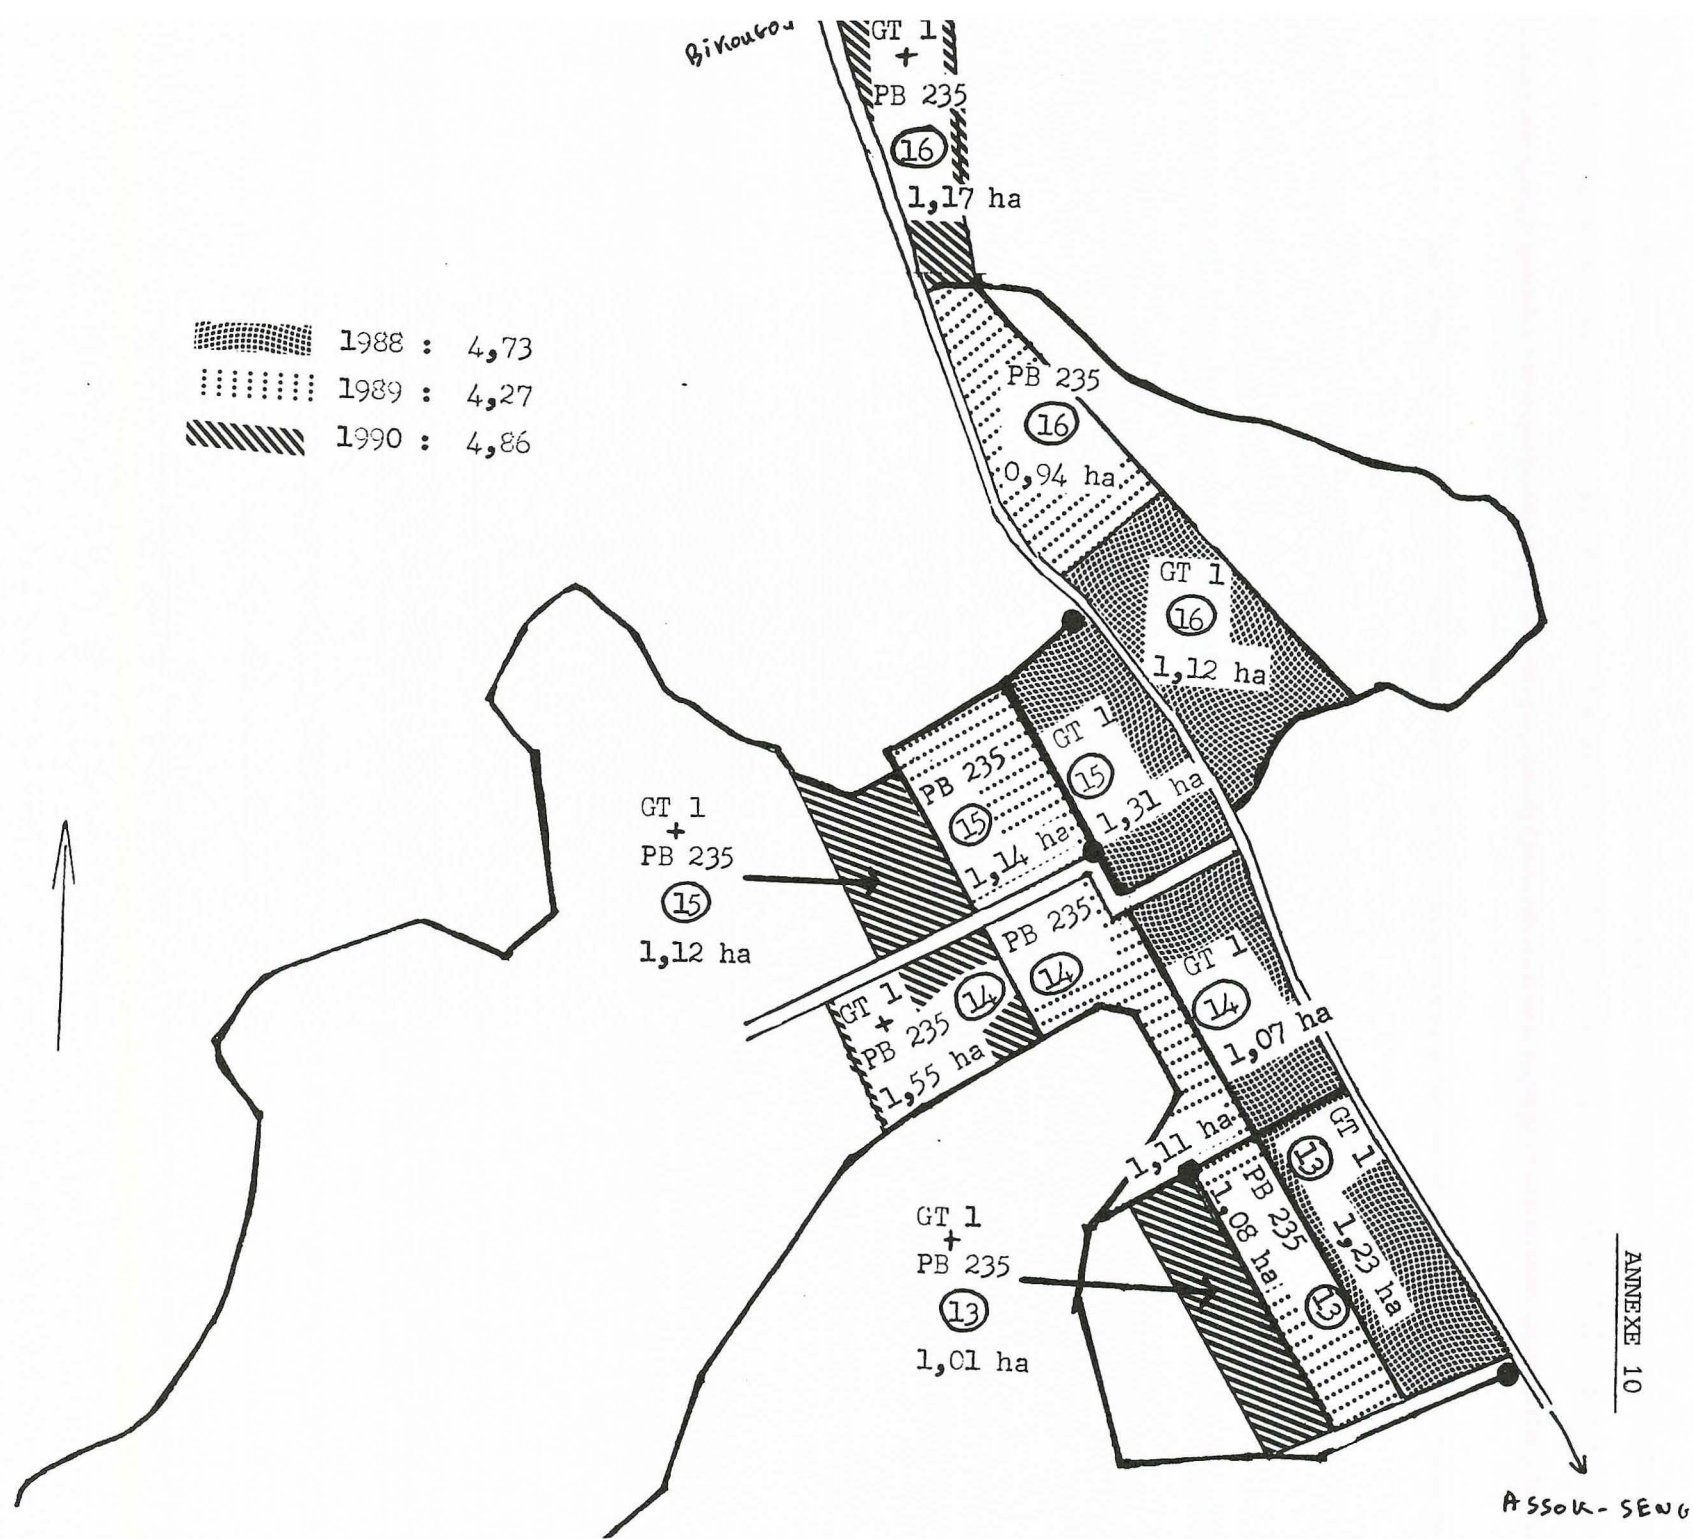 Bikougou
GT 1
+
PB 235
16
1,17 ha
1988 : 4,73
1989 : 4,27
1990 : 4,86
PB 235
16
0,94 ha
GT 1
16
1,12 ha
GT 1
15
1,31 ha
PB 235
15
1,14 ha
GT 1
+
PB 235
15
1,12 ha
PB 235
14
1,11 ha
GT 1
+
PB 235
14
1,55 ha
GT 1
14
1,07 ha
GT 1
13
1,23 ha
PB 235
1,08 ha
13
GT 1
+
PB 235
13
1,01 ha
ANNEXE 10
ASSOK-SENG